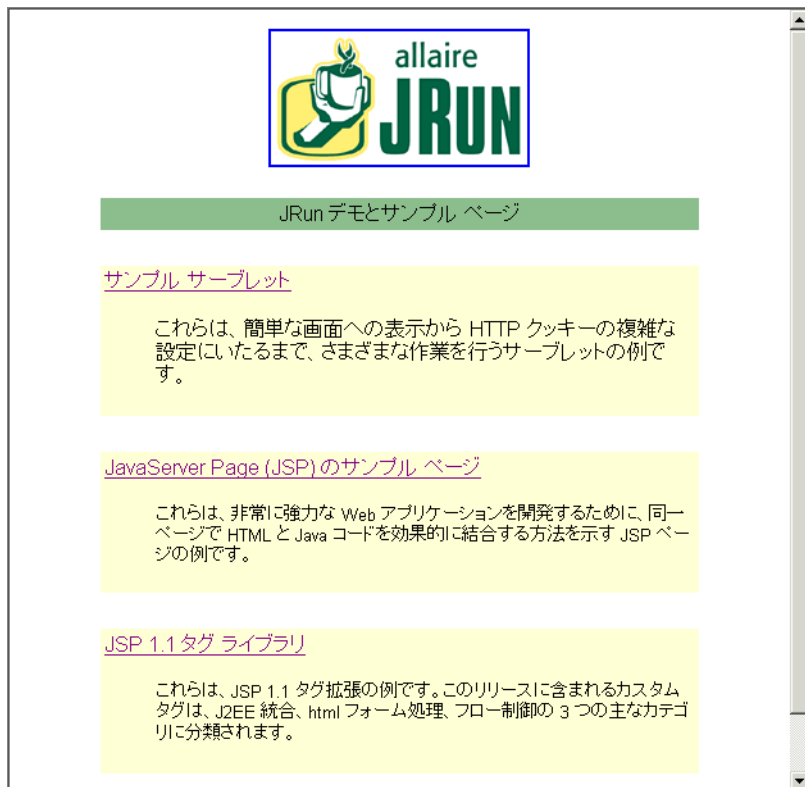 allaire
JRUN
JRun デモとサンプル ページ
サンプル サーブレット
これらは、簡単な画面への表示から HTTP クッキーの複雑な
設定にいたるまで、さまざまな作業を行うサーブレットの例で
す。
JavaServer Page (JSP) のサンプル ページ
これらは、非常に強力な Web アプリケーションを開発するために、同一
ページで HTML と Java コードを効果的に結合する方法を示す JSP ペー
ジの例です。
JSP 1.1 タグ ライブラリ
これらは、JSP 1.1 タグ拡張の例です。このリリースに含まれるカスタム
タグは、J2EE 統合、html フォーム処理、フロー制御の 3 つの主なカテゴ
リに分類されます。